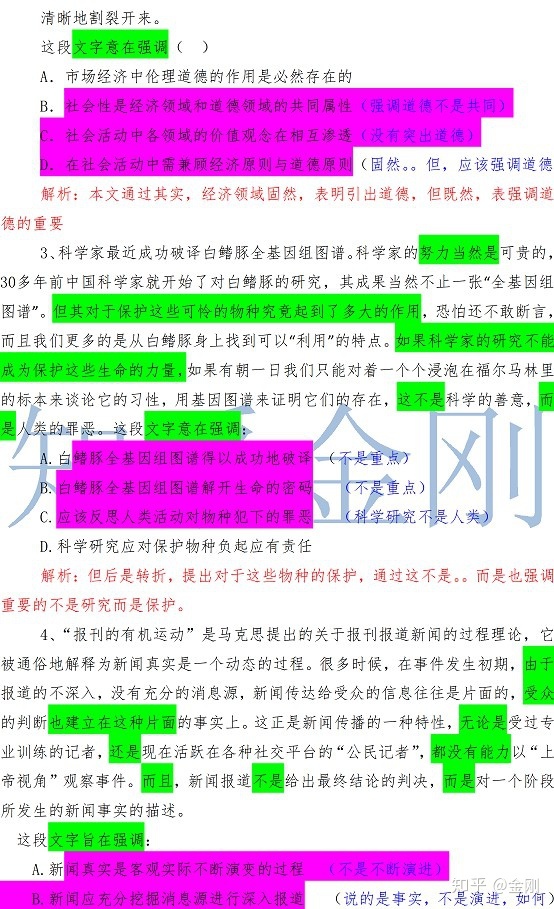 清晰地割裂开来。
这段文字意在强调（　）
A. 市场经济中伦理道德的作用是必然存在的
B. 社会性是经济领域和道德领域的共同属性（强调道德不是共同）
C. 社会活动中各领域的价值观念在相互渗透（没有突出道德）
D. 在社会活动中需兼顾经济原则与道德原则（固然。。但，应该强调道德
解析：本文通过其实，经济领域固然，表明引出道德，但既然，表强调道
德的重要
3、科学家最近成功破译白鳍豚全基因组图谱。科学家的努力当然是可贵的，
30多年前中国科学家就开始了对白鳍豚的研究，其成果当然不止一张“全基因组
图谱”。但其对于保护这些可怜的物种究竟起到了多大的作用，恐怕还不敢断言，
而且我们更多的是从白鳍豚身上找到可以“利用”的特点。如果科学家的研究不能
成为保护这些生命的力量，如果有朝一日我们只能对着一个个浸泡在福尔马林里
的标本来谈论它的习性，用基因图谱来证明它们的存在，这不是科学的善意，而
是人类的罪恶。这段文字意在强调：
A.白鳍豚全基因组图谱得以成功地破译 （不是重点）
B.白鳍豚全基因组图谱解开生命的密码 （不是重点）
C.应该反思人类活动对物种犯下的罪恶 （科学研究不是人类）
D.科学研究应对保护物种负起应有责任
解析：但后是转折，提出对于这些物种的保护，通过这不是。。而是也强调
重要的不是研究而是保护。
4、“报刊的有机运动”是马克思提出的关于报刊报道新闻的过程理论，它
被通俗地解释为新闻真实是一个动态的过程。很多时候，在事件发生初期，由于
报道的不深入，没有充分的消息源，新闻传达给受众的信息往往是片面的，受众
的判断也建立在这种片面的事实上。这正是新闻传播的一种特性，无论是受过专
业训练的记者，还是现在活跃在各种社交平台的“公民记者”，都没有能力以“上
帝视角”观察事件。而且，新闻报道不是给出最终结论的判决，而是对一个阶段
所发生的新闻事实的描述。
这段文字旨在强调：
A.新闻真实是客观实际不断演变的过程 （不是不断演进）
B.新闻应充分挖掘消息源进行深入报道 （说的是事实，不是演进，如何）
知乎 @金刚